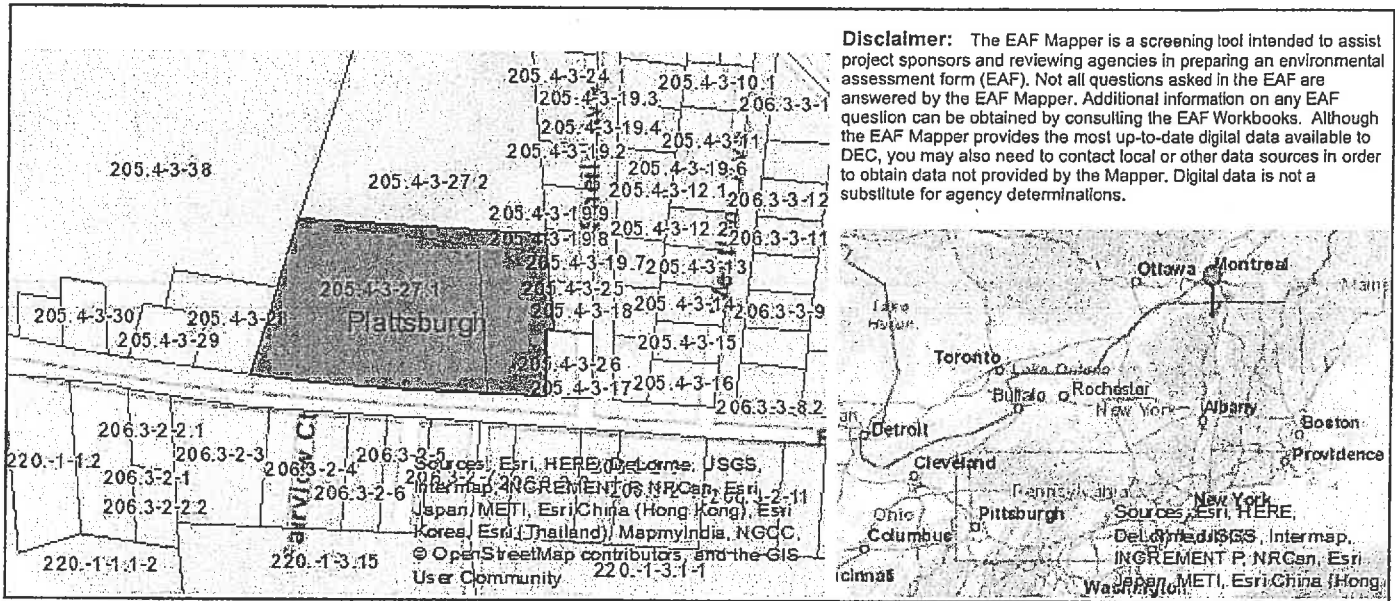 Disclaimer: The EAF Mapper is a screening tool intended to assist
project sponsors and reviewing agencies in preparing an environmental
assessment form (EAF). Not all questions asked in the EAF are
answered by the EAF Mapper. Additional information on any EAF
question can be obtained by consulting the EAF Workbooks. Although
the EAF Mapper provides the most up-to-date digital data available to
DEC, you may also need to contact local or other data sources in order
to obtain data not provided by the Mapper. Digital data is not a
substitute for agency determinations.
205.4-3-24.1
205.4-3-10.1
205.4-3-19.3
206.3-3-1
205.4-3-19.4
205.4-3-11
205.4-3-19.2
205.4-3-38
205.4-3-27.2
205.4-3-19.6
205.4-3-12.1
206.3-3-12
205.4-3-19.9
205.4-3-12.2
205.4-3-19.8
206.3-3-11
205.4-3-19.7
205.4-3-13
205.4-3-27.1
205.4-3-25
205.4-3-14
205.4-3-30
205.4-3-21
Plattsburgh
205.4-3-18
206.3-3-9
205.4-3-29
205.4-3-15
205.4-3-26
205.4-3-17
205.4-3-16
206.3-3-8.2
206.3-2-2.1
206.3-2-3
206.3-2-5
220.-1-1.2
206.3-2-1
206.3-2-4
206.3-2-6
206.3-2-2.2
220.-1-1.1-2
220.-1-3.15
220.-1-3.1-1
Sources: Esri, HERE, DeLorme, USGS,
Intermap, INCREMENT P, NRCan, Esri
Japan, METI, Esri China (Hong Kong), Esri
Korea, Esri (Thailand), MapmyIndia, NGCC,
© OpenStreetMap contributors, and the GIS
User Community
Ottawa
Montreal
Main
Lake
Huron
Toronto
Lake Ontario
Buffalo
Rochester
New York
Albany
Boston
an
Detroit
Providence
Cleveland
Pennsylvania
New York
Ohio
Pittsburgh
Columbus
cinnati
Washington
Sources: Esri, HERE,
DeLorme, USGS, Intermap,
INCREMENT P, NRCan, Esri
Japan, METI, Esri China (Hong